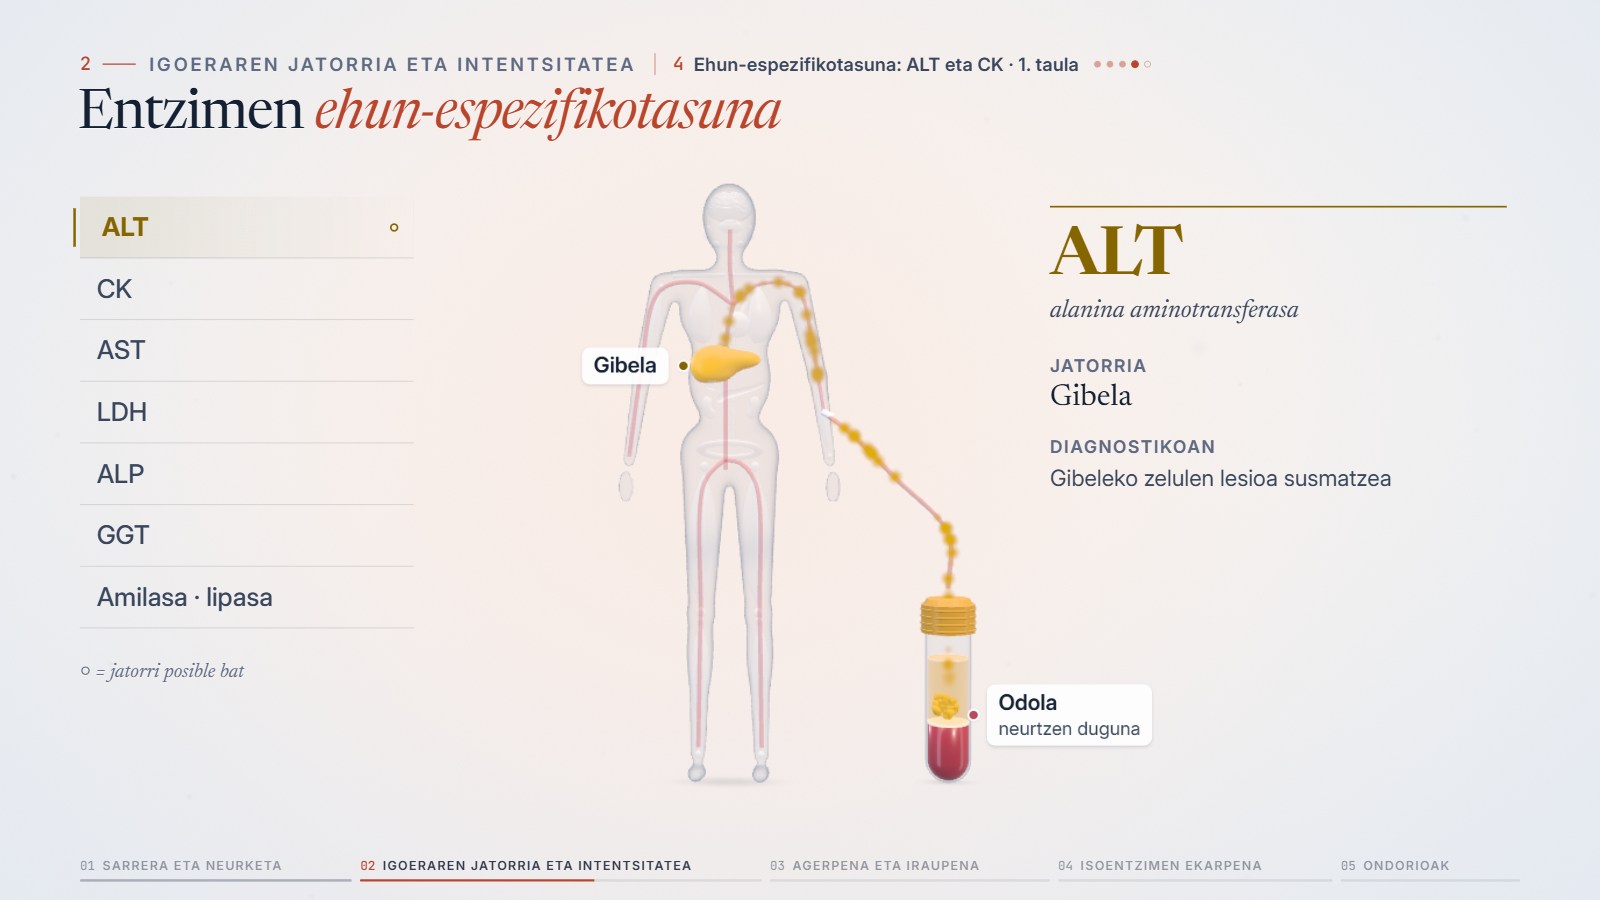 2 — IGOERAREN JATORRIA ETA INTENTSITATEA | 4 Ehun-espezifikotasuna: ALT eta CK · 1. taula
Entzimen ehun-espezifikotasuna
ALT
CK
AST
LDH
ALP
GGT
Amilasa · lipasa
○ = jatorri posible bat
Gibela
Odola
neurtzen duguna
ALT
alanina aminotransferasa
JATORRIA
Gibela
DIAGNOSTIKOAN
Gibeleko zelulen lesioa susmatzea
01 SARRERA ETA NEURKETA
02 IGOERAREN JATORRIA ETA INTENTSITATEA
03 AGERPENA ETA IRAUPENA
04 ISOENTZIMEN EKARPENA
05 ONDORIOAK